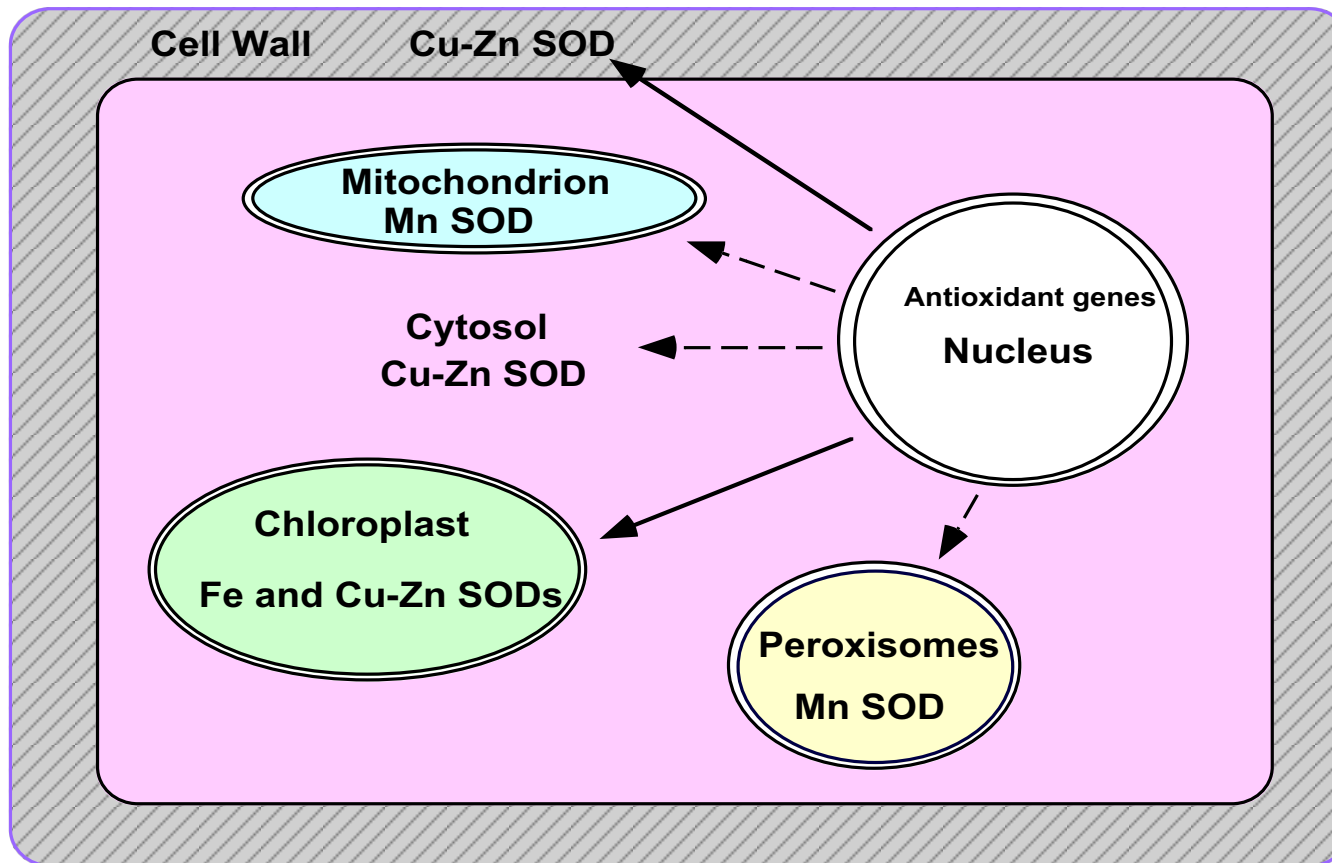 Cell Wall
Cu-Zn SOD
Mitochondrion
Mn SOD
Antioxidant genes
Nucleus
Cytosol
Cu-Zn SOD
Chloroplast
Fe and Cu-Zn SODs
Peroxisomes
Mn SOD